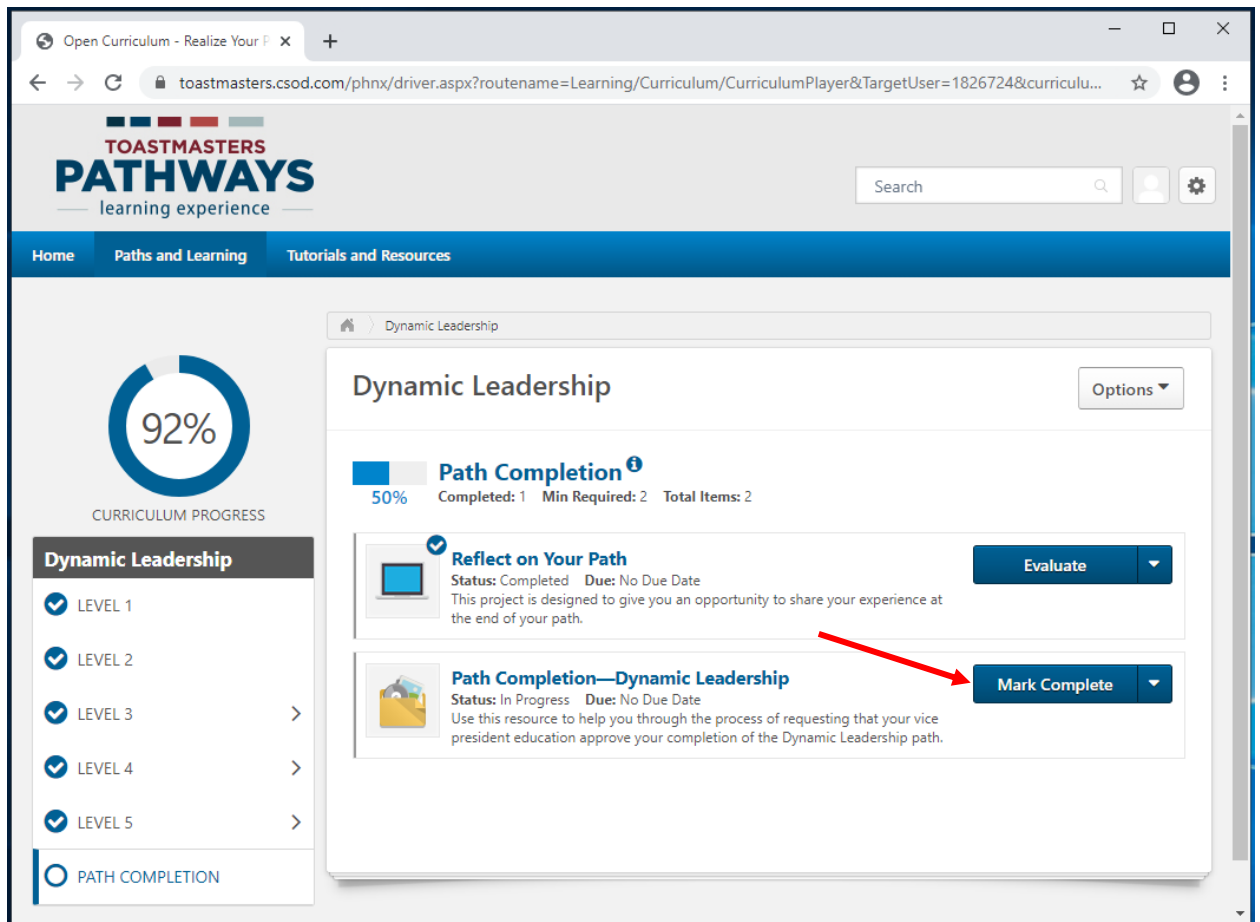 Open Curriculum - Realize Your P
toastmasters.csod.com/phnx/driver.aspx?routename=Learning/Curriculum/CurriculumPlayer&TargetUser=1826724&curriculu...
TOASTMASTERS
PATHWAYS
learning experience
Search
Home Paths and Learning Tutorials and Resources
Dynamic Leadership
92%
CURRICULUM PROGRESS
Dynamic Leadership
LEVEL 1
LEVEL 2
LEVEL 3
LEVEL 4
LEVEL 5
PATH COMPLETION
Dynamic Leadership
Options
Path Completion
50%
Completed: 1 Min Required: 2 Total Items: 2
Reflect on Your Path
Status: Completed Due: No Due Date
This project is designed to give you an opportunity to share your experience at
the end of your path.
Evaluate
Path Completion—Dynamic Leadership
Status: In Progress Due: No Due Date
Use this resource to help you through the process of requesting that your vice
president education approve your completion of the Dynamic Leadership path.
Mark Complete